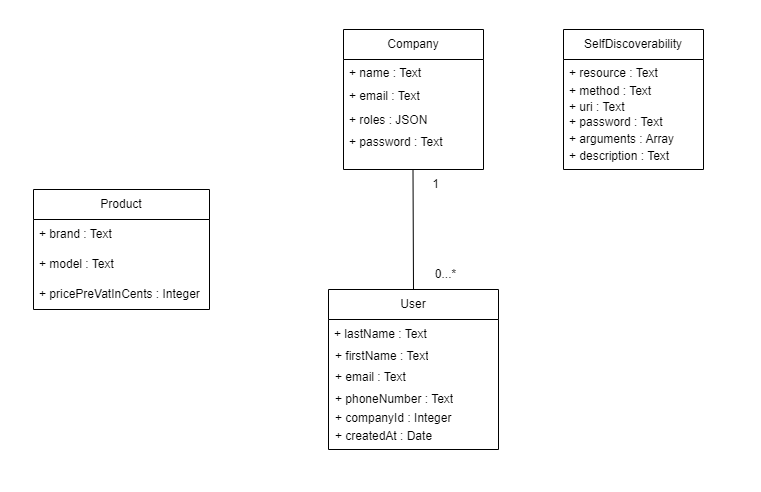 Company
+ name : Text
+ email : Text
+ roles : JSON
+ password : Text
SelfDiscoverability
+ resource : Text
+ method : Text
+ uri : Text
+ password : Text
+ arguments : Array
+ description : Text
1
Product
+ brand : Text
+ model : Text
+ pricePreVatInCents : Integer
0...*
User
+ lastName : Text
+ firstName : Text
+ email : Text
+ phoneNumber : Text
+ companyId : Integer
+ createdAt : Date